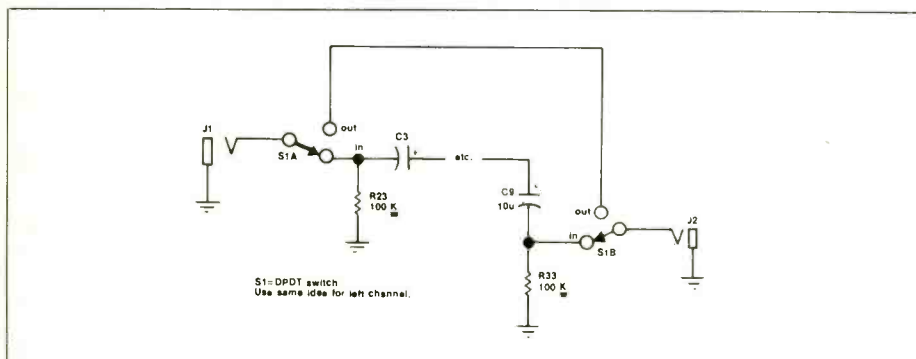 J1
S1A
out
in
C3
+
etc.
R23
100 K
C9
10u
+
out
in
S1B
J2
R33
100 K
S1=DPDT switch
Use same idea for left channel.